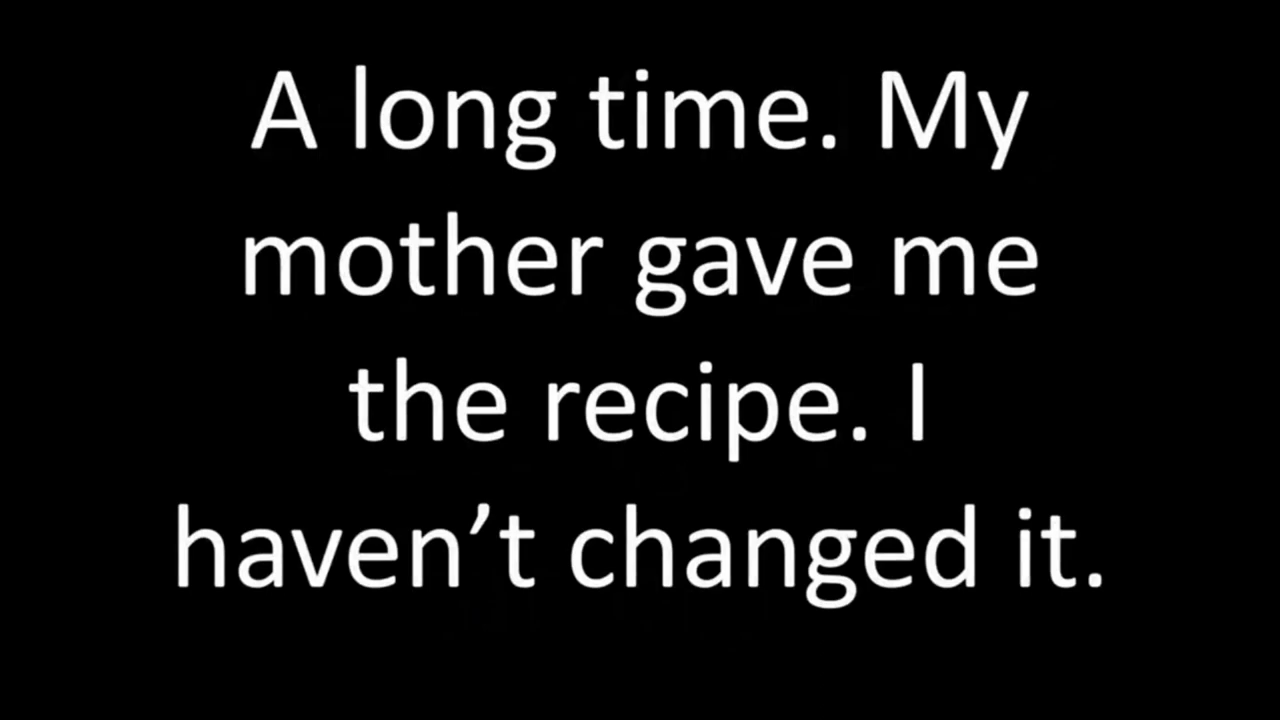 A long time. My
mother gave me
the recipe. I
haven’t changed it.